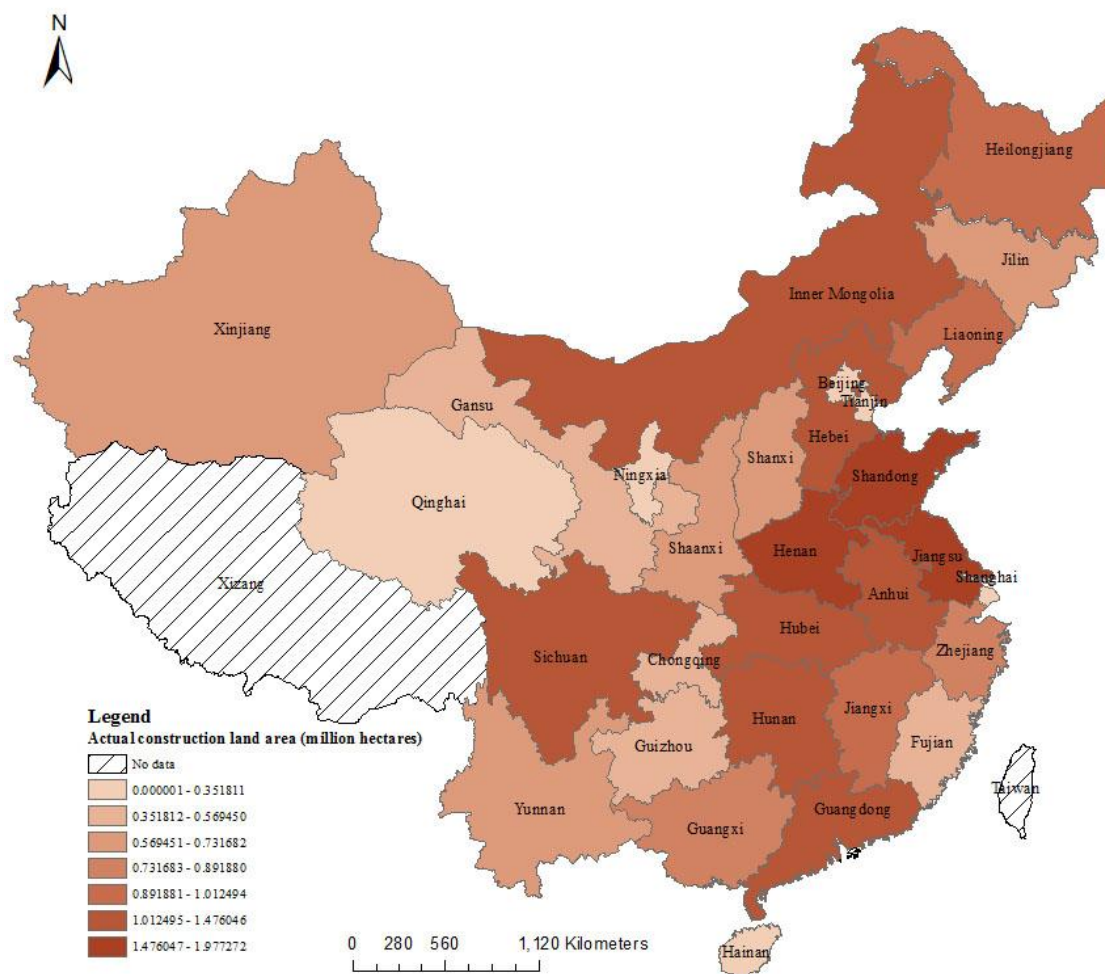 N
Heilongjiang
Jilin
Inner Mongolia
Xinjiang
Liaoning
Beijing
Tianjin
Gansu
Hebei
Shanxi
Ningxia
Shandong
Qinghai
Shaanxi
Henan
Jiangsu
Shanghai
Xizang
Anhui
Hubei
Zhejiang
Sichuan
Chongqing
Jiangxi
Hunan
Fujian
Guizhou
Taiwan
Yunnan
Guangdong
Guangxi
Hainan
Legend
Actual construction land area (million hectares)
No data
0.000001 - 0.351811
0.351812 - 0.569450
0.569451 - 0.731682
0.731683 - 0.891880
0.891881 - 1.012494
1.012495 - 1.476046
1.476047 - 1.977272
0 280 560 1,120 Kilometers